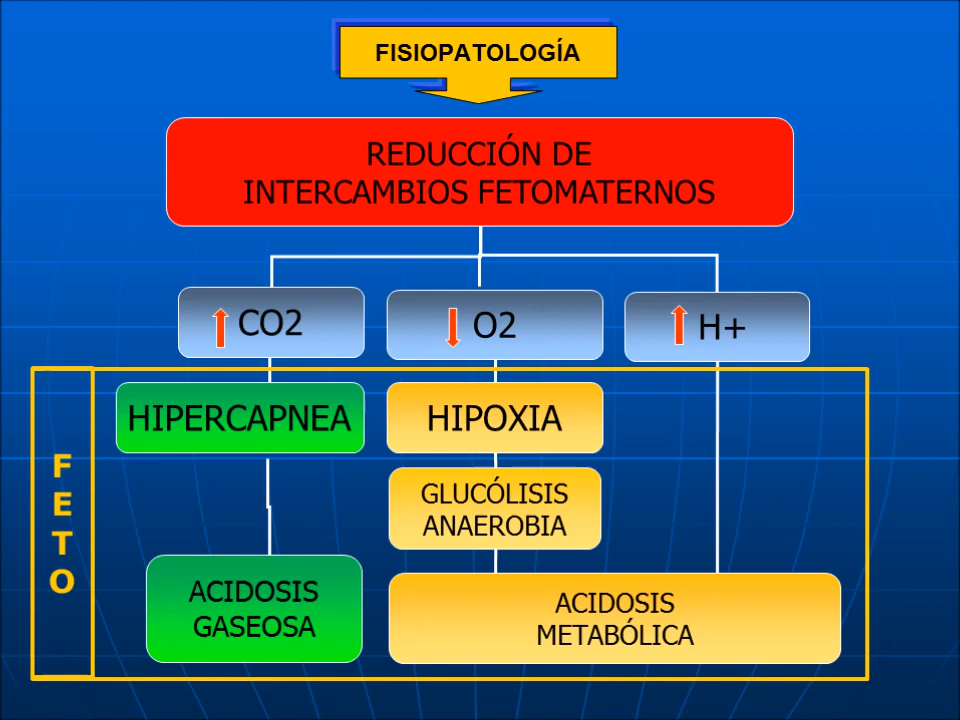 FISIOPATOLOGÍA
REDUCCIÓN DE
INTERCAMBIOS FETOMATERNOS
CO2
O2
H+
HIPERCAPNEA
HIPOXIA
GLUCÓLISIS
ANAEROBIA
ACIDOSIS
GASEOSA
ACIDOSIS
METABÓLICA
F
E
T
O